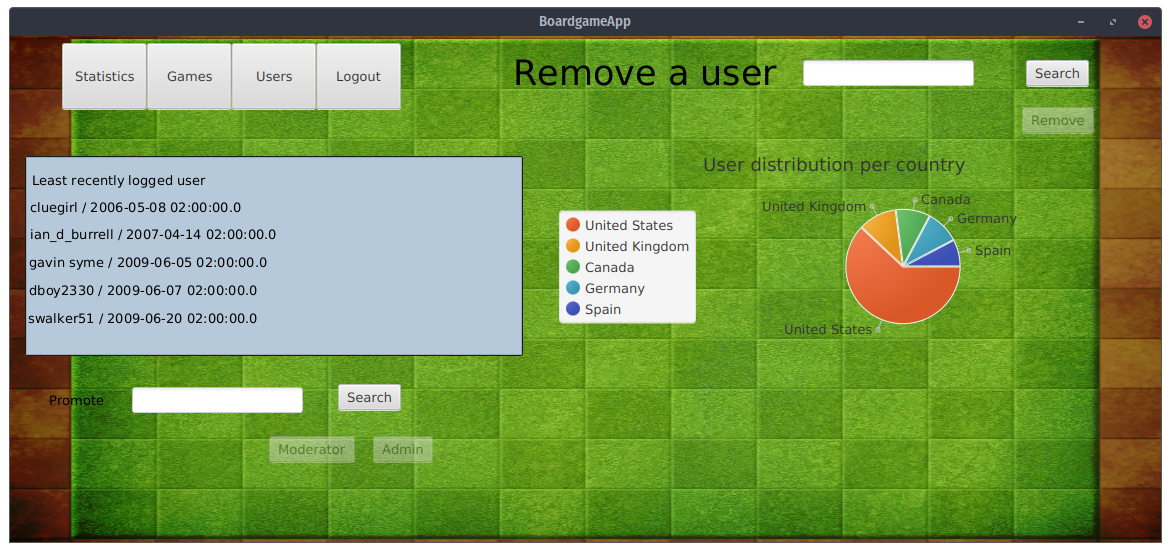 BoardgameApp
Statistics Games Users Logout
Remove a user
Search
Remove
Least recently logged user
cluegirl / 2006-05-08 02:00:00.0
ian_d_burrell / 2007-04-14 02:00:00.0
gavin syme / 2009-06-05 02:00:00.0
dboy2330 / 2009-06-07 02:00:00.0
swalker51 / 2009-06-20 02:00:00.0
User distribution per country
United States
United Kingdom
Canada
Germany
Spain
United Kingdom
Canada
Germany
Spain
United States
Promote
Search
Moderator Admin